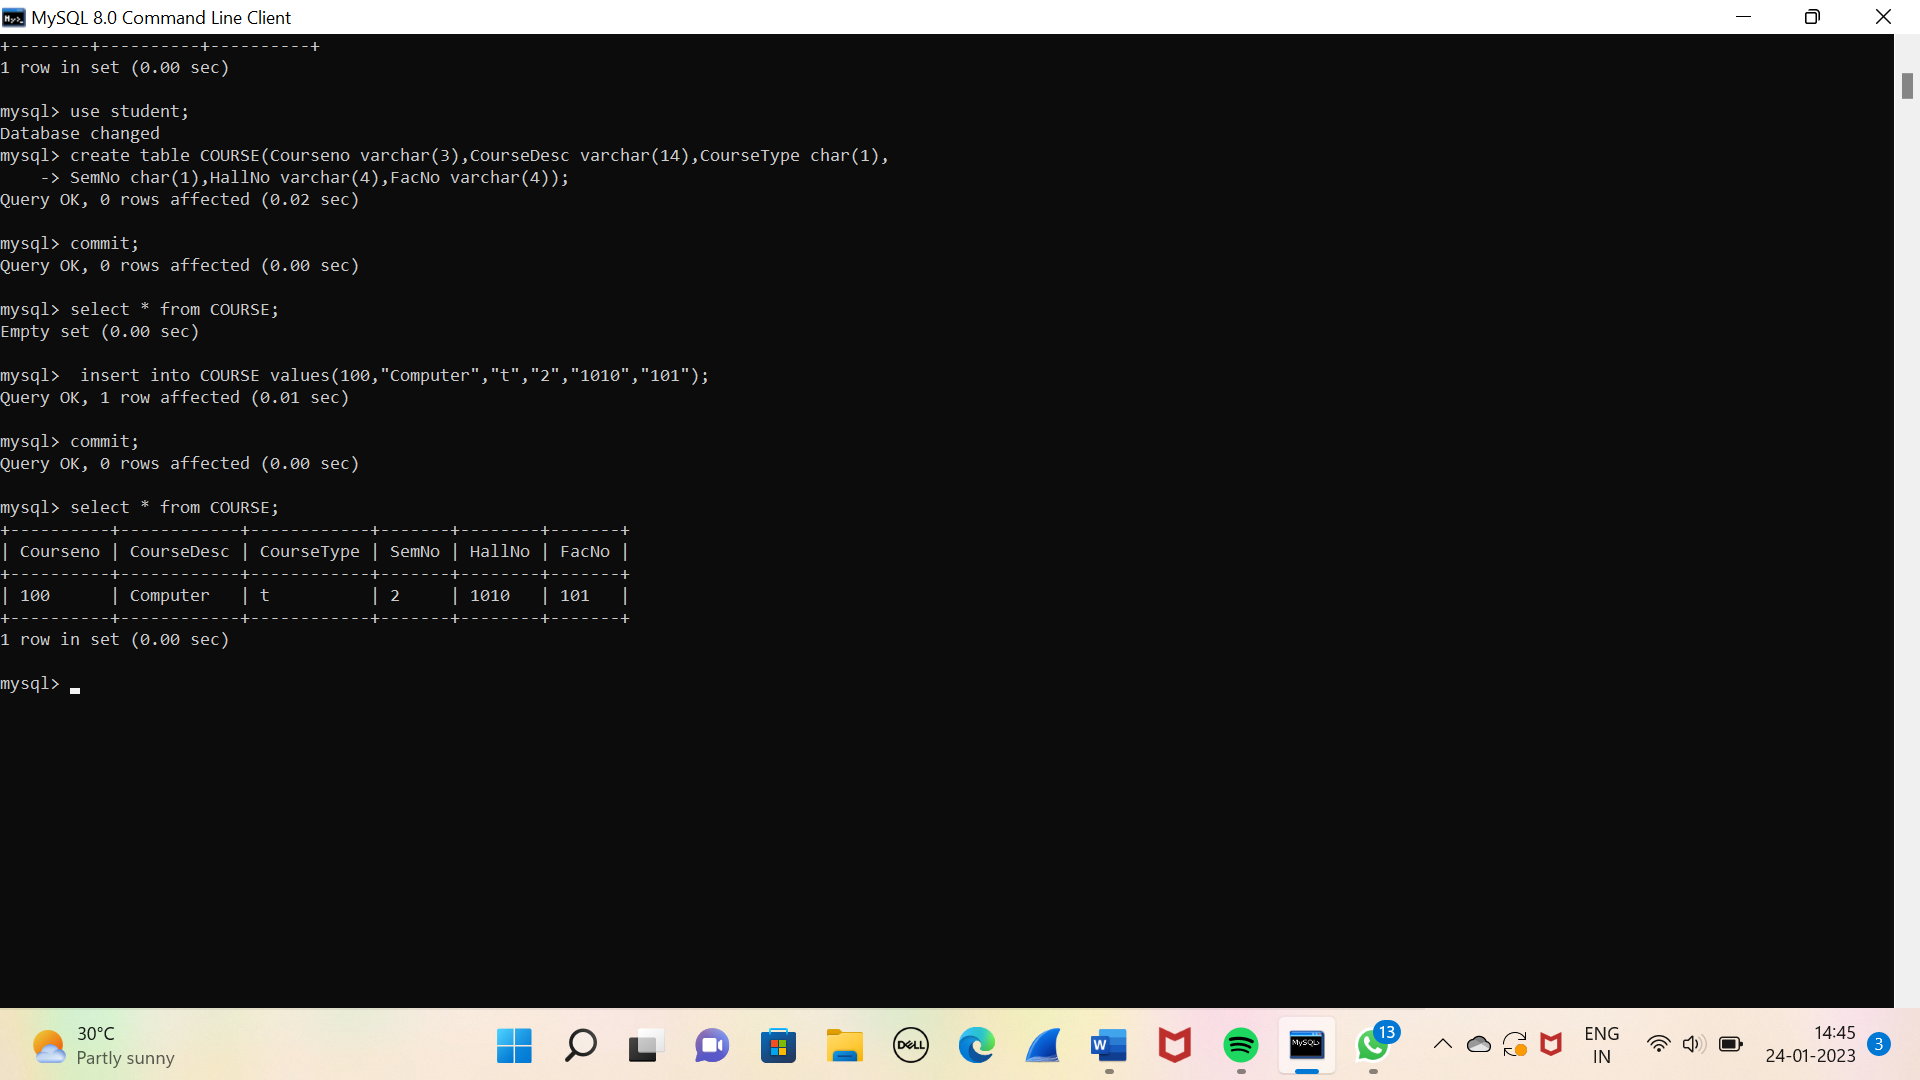 MySQL 8.0 Command Line Client
+--------+----------+----------+
1 row in set (0.00 sec)
mysql> use student;
Database changed
mysql> create table COURSE(Courseno varchar(3),CourseDesc varchar(14),CourseType char(1),
    -> SemNo char(1),HallNo varchar(4),FacNo varchar(4));
Query OK, 0 rows affected (0.02 sec)
mysql> commit;
Query OK, 0 rows affected (0.00 sec)
mysql> select * from COURSE;
Empty set (0.00 sec)
mysql>  insert into COURSE values(100,"Computer","t","2","1010","101");
Query OK, 1 row affected (0.01 sec)
mysql> commit;
Query OK, 0 rows affected (0.00 sec)
mysql> select * from COURSE;
+----------+------------+------------+-------+--------+-------+
| Courseno | CourseDesc | CourseType | SemNo | HallNo | FacNo |
+----------+------------+------------+-------+--------+-------+
| 100      | Computer   | t          | 2     | 1010   | 101   |
+----------+------------+------------+-------+--------+-------+
1 row in set (0.00 sec)
mysql>
30°C
Partly sunny
DELL
W
MySQL>
13
ENG
IN
14:45
24-01-2023
3